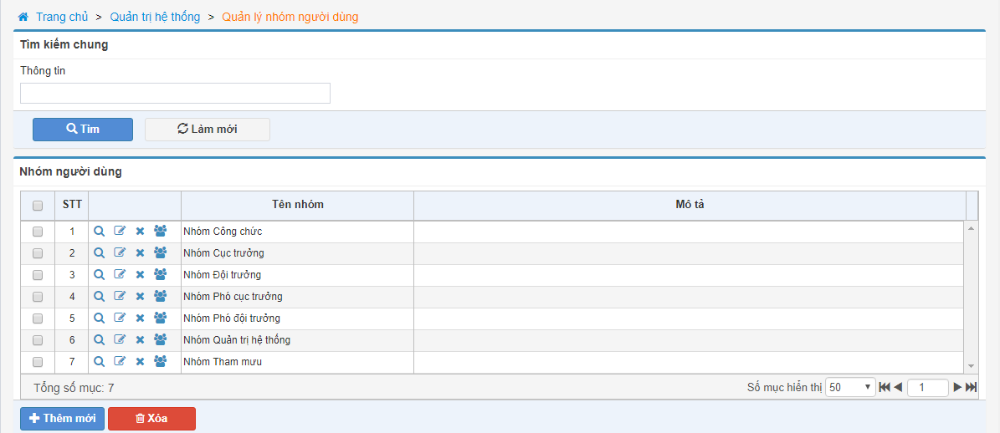 Trang chủ > Quản trị hệ thống > Quản lý nhóm người dùng
Tìm kiếm chung
Thông tin
Tìm Làm mới
Nhóm người dùng
STT Tên nhóm Mô tả
1 Nhóm Công chức
2 Nhóm Cục trưởng
3 Nhóm Đội trưởng
4 Nhóm Phó cục trưởng
5 Nhóm Phó đội trưởng
6 Nhóm Quản trị hệ thống
7 Nhóm Tham mưu
Tổng số mục: 7 Số mục hiển thị 50 1
Thêm mới Xóa